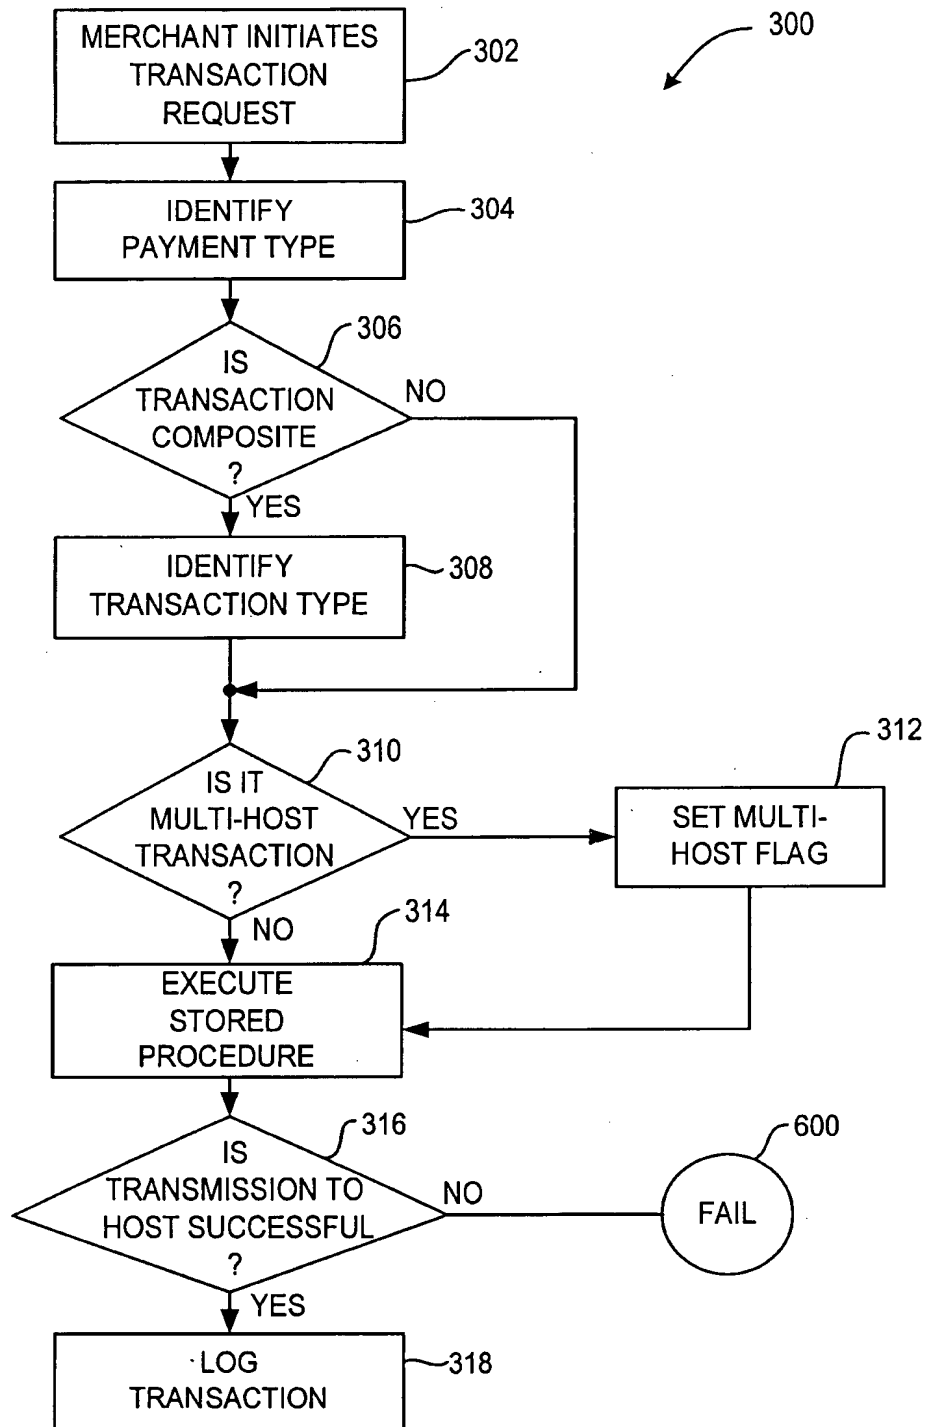 MERCHANT INITIATES
TRANSACTION
REQUEST
302
300
IDENTIFY
PAYMENT TYPE
304
306
IS
TRANSACTION
COMPOSITE
?
NO
YES
IDENTIFY
TRANSACTION TYPE
308
310
IS IT
MULTI-HOST
TRANSACTION
?
YES
NO
312
SET MULTI-
HOST FLAG
314
EXECUTE
STORED
PROCEDURE
316
IS
TRANSMISSION TO
HOST SUCCESSFUL
?
NO
YES
600
FAIL
LOG
TRANSACTION
318